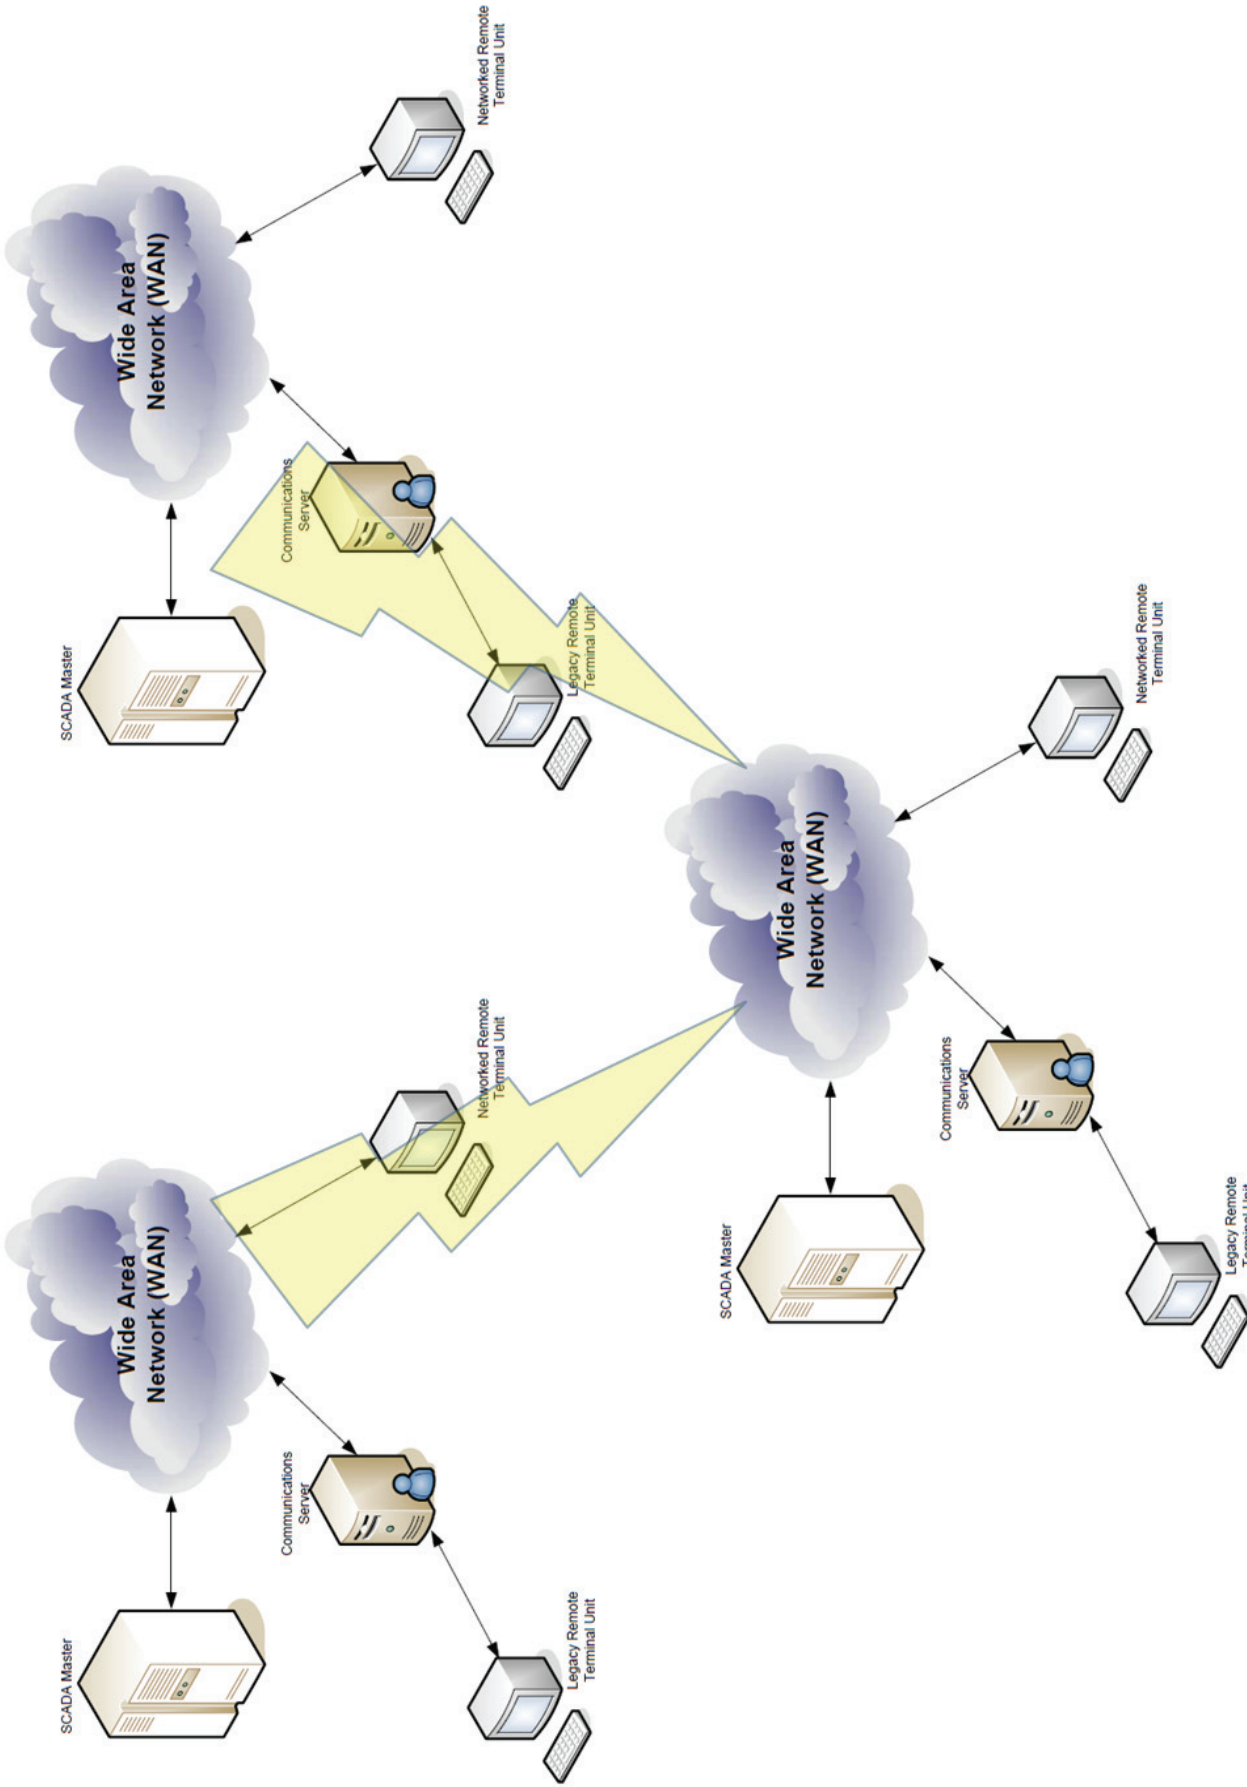 SCADA Master
Wide Area
Network (WAN)
Communications
Server
Networked Remote
Terminal Unit
Legacy Remote
Terminal Unit
SCADA Master
Wide Area
Network (WAN)
Communications
Server
Networked Remote
Terminal Unit
Legacy Remote
Terminal Unit
SCADA Master
Wide Area
Network (WAN)
Communications
Server
Networked Remote
Terminal Unit
Legacy Remote
Terminal Unit